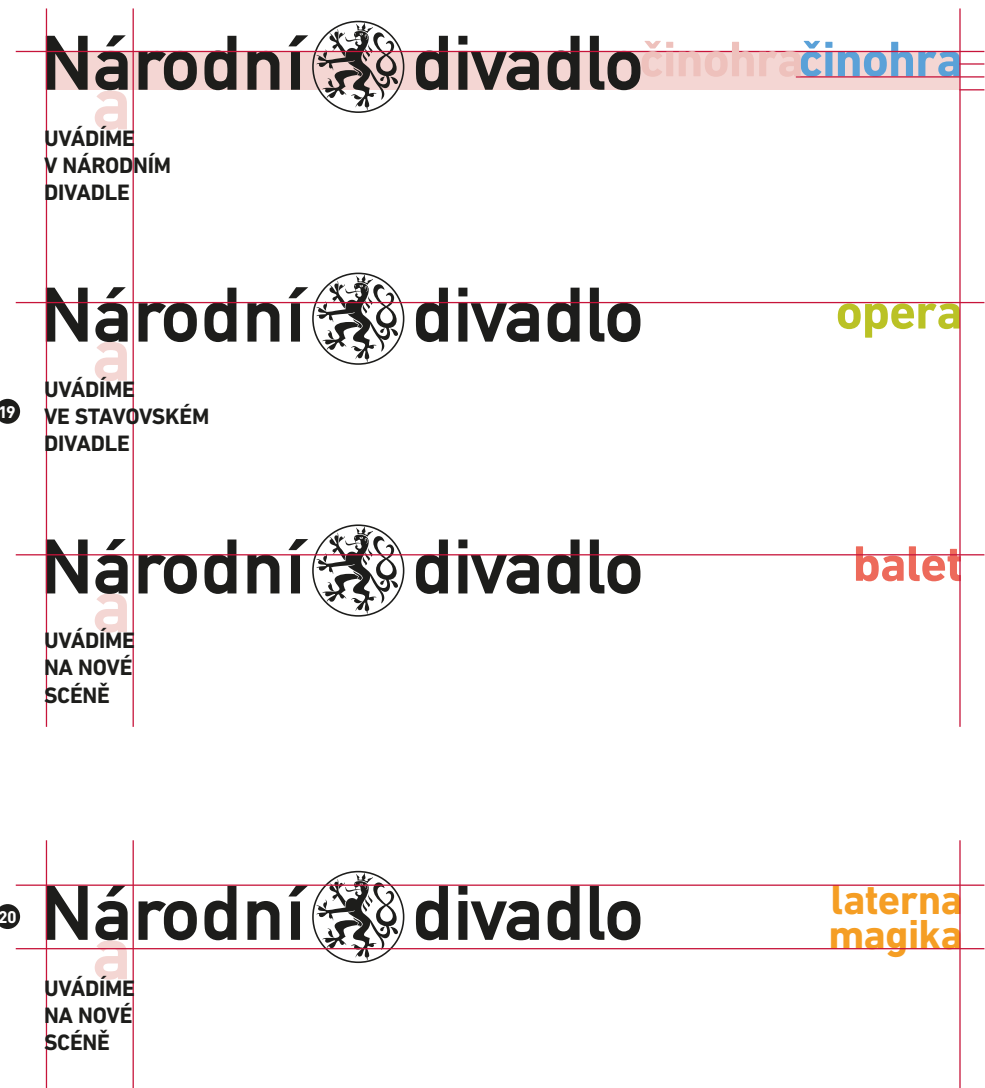 Národní divadlo činohra činohra
a
UVÁDÍME
V NÁRODNÍM
DIVADLE
Národní divadlo opera
a
UVÁDÍME
19 VE STAVOVSKÉM
DIVADLE
Národní divadlo balet
a
UVÁDÍME
NA NOVÉ
SCÉNĚ
20 Národní divadlo laterna
magika
a
UVÁDÍME
NA NOVÉ
SCÉNĚ